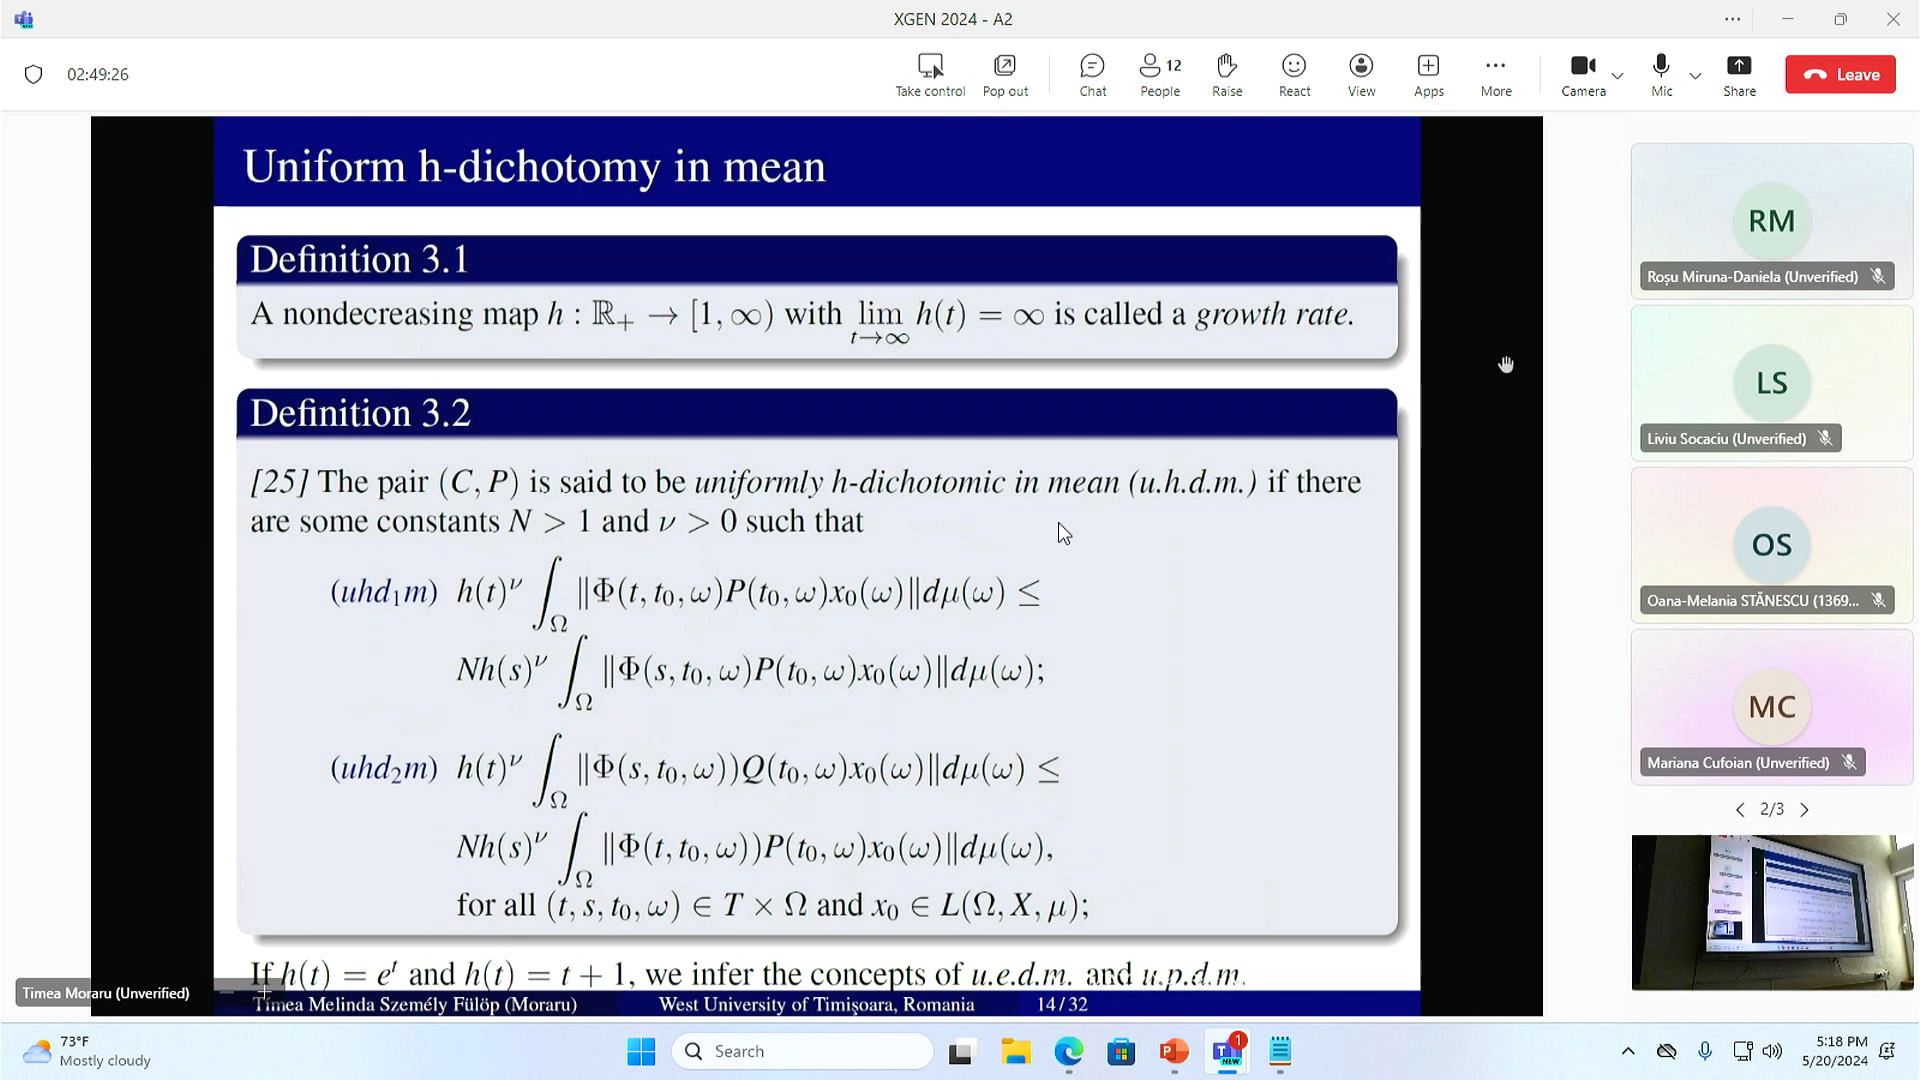 XGEN 2024 - A2
02:49:26
Take control
Pop out
Chat
12
People
Raise
React
View
Apps
More
Camera
Mic
Share
Leave
Uniform h-dichotomy in mean
Definition 3.1
A nondecreasing map h : ℝ₊ → [1, ∞) with lim_{t→∞} h(t) = ∞ is called a growth rate.
Definition 3.2
[25] The pair (C, P) is said to be uniformly h-dichotomic in mean (u.h.d.m.) if there
are some constants N > 1 and ν > 0 such that
(uhd₁m) h(t)^ν ∫_Ω ‖Φ(t, t₀, ω)P(t₀, ω)x₀(ω)‖dμ(ω) ≤
Nh(s)^ν ∫_Ω ‖Φ(s, t₀, ω)P(t₀, ω)x₀(ω)‖dμ(ω);
(uhd₂m) h(t)^ν ∫_Ω ‖Φ(s, t₀, ω))Q(t₀, ω)x₀(ω)‖dμ(ω) ≤
Nh(s)^ν ∫_Ω ‖Φ(t, t₀, ω))P(t₀, ω)x₀(ω)‖dμ(ω),
for all (t, s, t₀, ω) ∈ T × Ω and x₀ ∈ L(Ω, X, μ);
If h(t) = e^t and h(t) = t + 1, we infer the concepts of u.e.d.m. and u.p.d.m.
Timea Melinda Személy Fülöp (Moraru) West University of Timişoara, Romania 14 / 32
Timea Moraru (Unverified)
RM
Roșu Miruna-Daniela (Unverified)
LS
Liviu Socaciu (Unverified)
OS
Oana-Melania STĂNESCU (1369...
MC
Mariana Cufoian (Unverified)
2/3
73°F
Mostly cloudy
Search
1
NEW
5:18 PM
5/20/2024